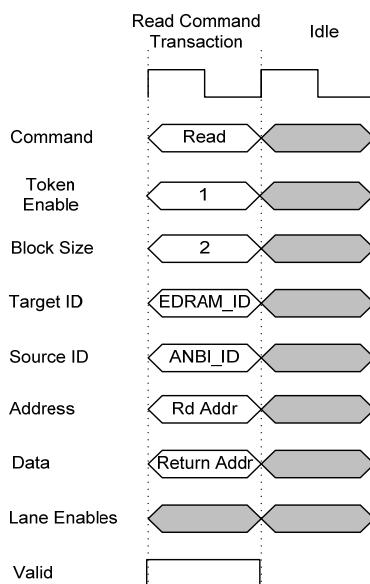 Read Command
Transaction
Idle
Command
Read
Token
Enable
1
Block Size
2
Target ID
EDRAM_ID
Source ID
ANBI_ID
Address
Rd Addr
Data
Return Addr
Lane Enables
Valid